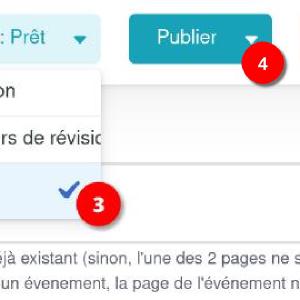 : Prêt
Publier
4
on
rs de révisio
3
jà existant (sinon, l'une des 2 pages ne s
un évenement, la page de l'événement n